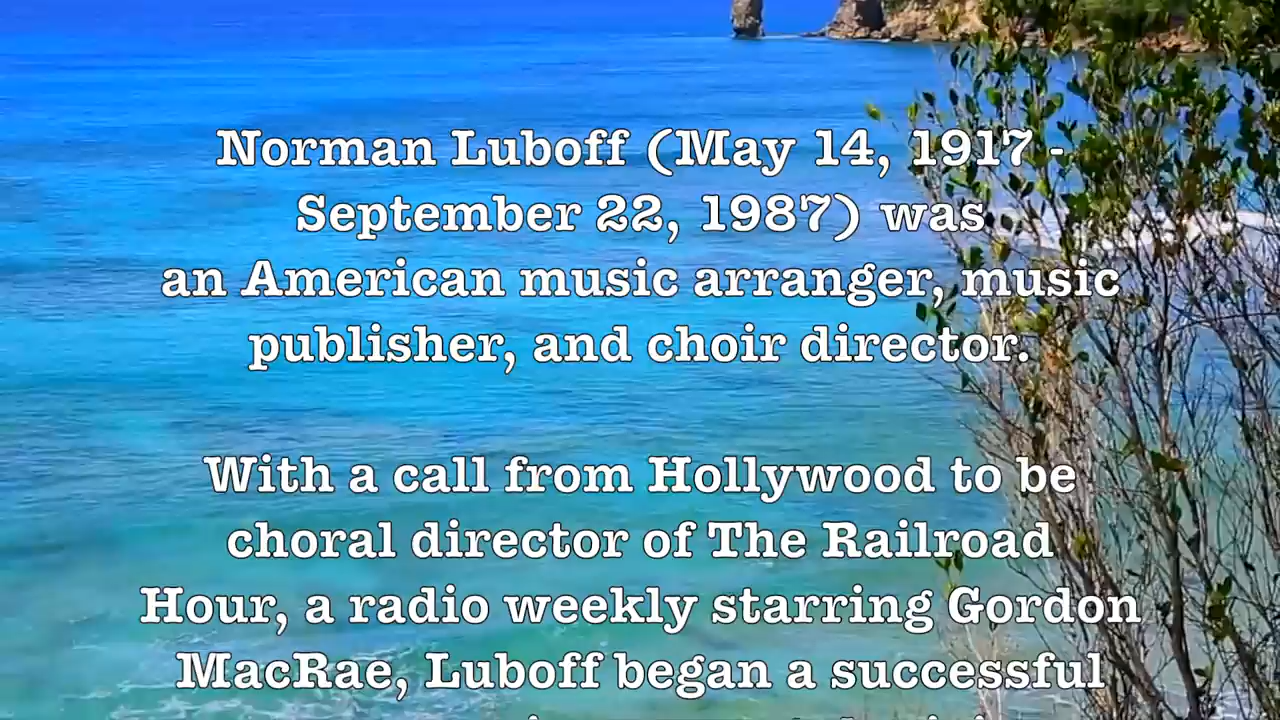 Norman Luboff (May 14, 1917 -
September 22, 1987) was
an American music arranger, music
publisher, and choir director.
With a call from Hollywood to be
choral director of The Railroad
Hour, a radio weekly starring Gordon
MacRae, Luboff began a successful